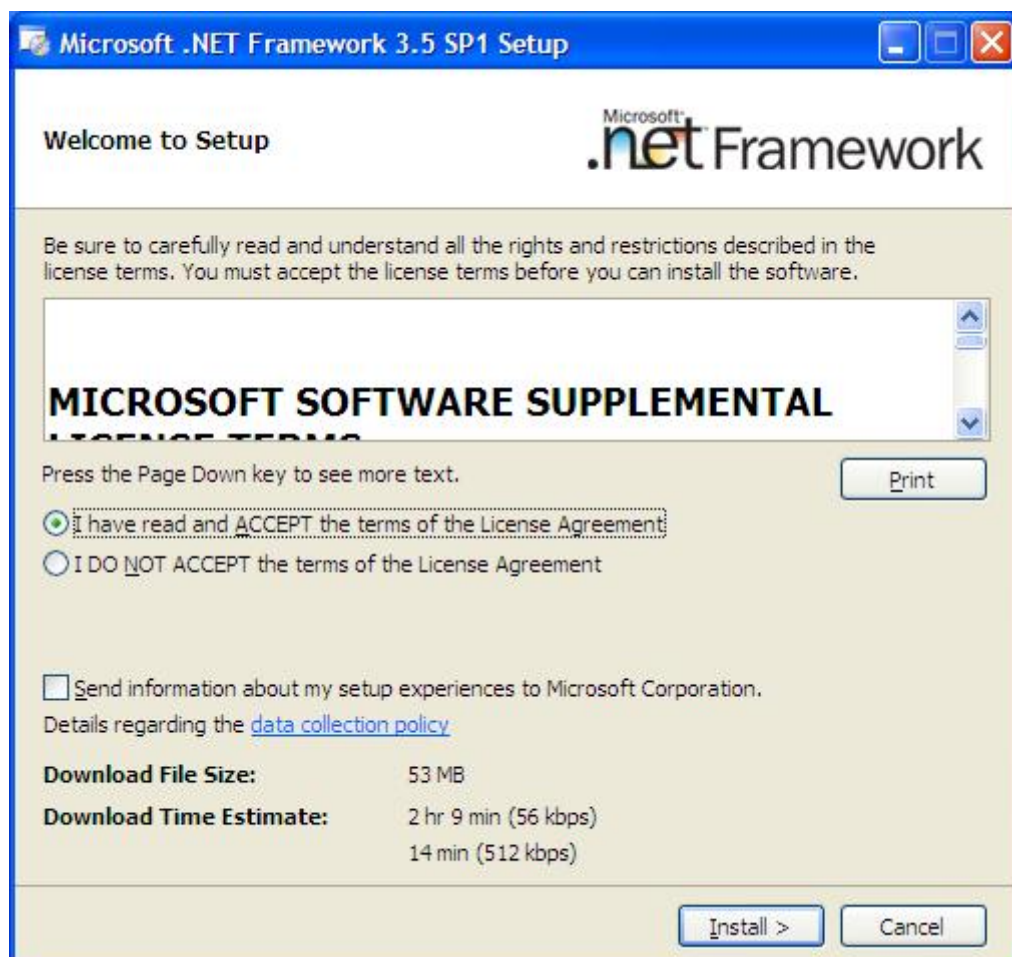 Microsoft .NET Framework 3.5 SP1 Setup
Welcome to Setup
Microsoft
.net Framework
Be sure to carefully read and understand all the rights and restrictions described in the
license terms. You must accept the license terms before you can install the software.
MICROSOFT SOFTWARE SUPPLEMENTAL
LICENSE TERMS
Press the Page Down key to see more text.
Print
I have read and ACCEPT the terms of the License Agreement
I DO NOT ACCEPT the terms of the License Agreement
Send information about my setup experiences to Microsoft Corporation.
Details regarding the data collection policy
Download File Size: 53 MB
Download Time Estimate: 2 hr 9 min (56 kbps)
14 min (512 kbps)
Install > Cancel